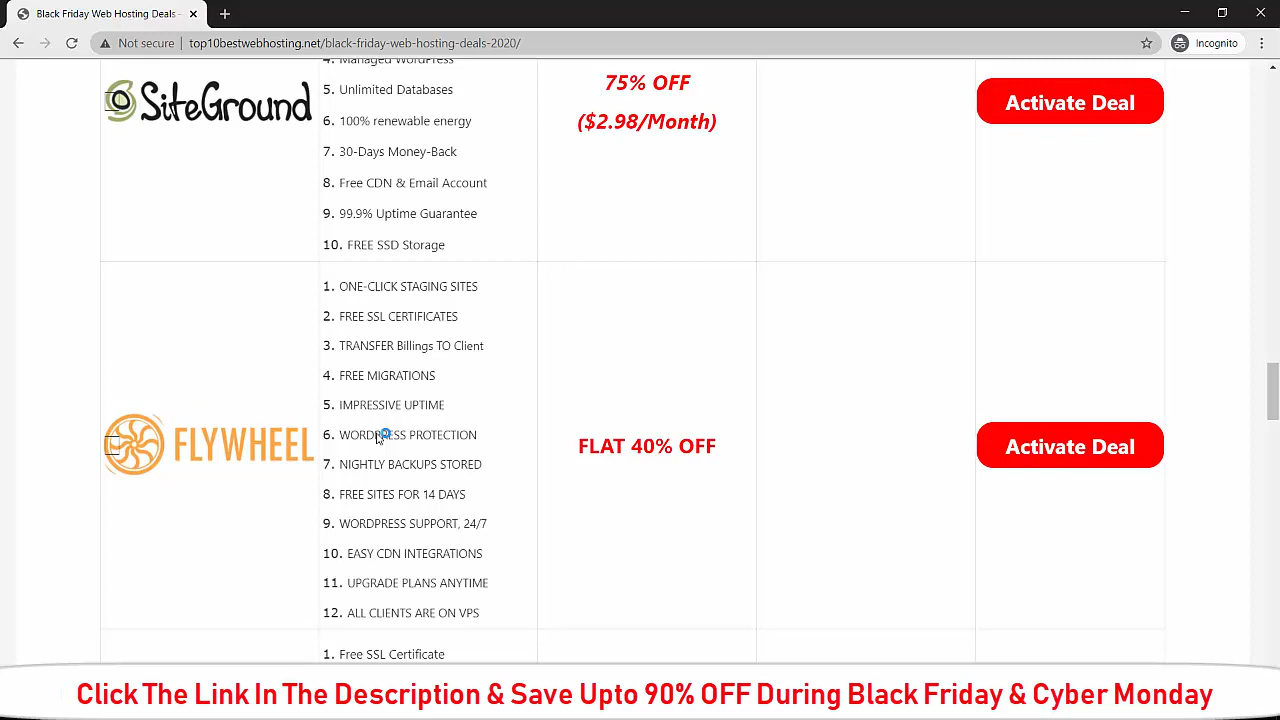 Black Friday Web Hosting Deals -
Not secure
top10bestwebhosting.net/black-friday-web-hosting-deals-2020/
Incognito
4. Managed WordPress
SiteGround
5. Unlimited Databases
6. 100% renewable energy
7. 30-Days Money-Back
8. Free CDN & Email Account
9. 99.9% Uptime Guarantee
10. FREE SSD Storage
75% OFF
($2.98/Month)
Activate Deal
FLYWHEEL
1. ONE-CLICK STAGING SITES
2. FREE SSL CERTIFICATES
3. TRANSFER Billings TO Client
4. FREE MIGRATIONS
5. IMPRESSIVE UPTIME
6. WORDPRESS PROTECTION
7. NIGHTLY BACKUPS STORED
8. FREE SITES FOR 14 DAYS
9. WORDPRESS SUPPORT, 24/7
10. EASY CDN INTEGRATIONS
11. UPGRADE PLANS ANYTIME
12. ALL CLIENTS ARE ON VPS
FLAT 40% OFF
Activate Deal
1. Free SSL Certificate
Click The Link In The Description & Save Upto 90% OFF During Black Friday & Cyber Monday